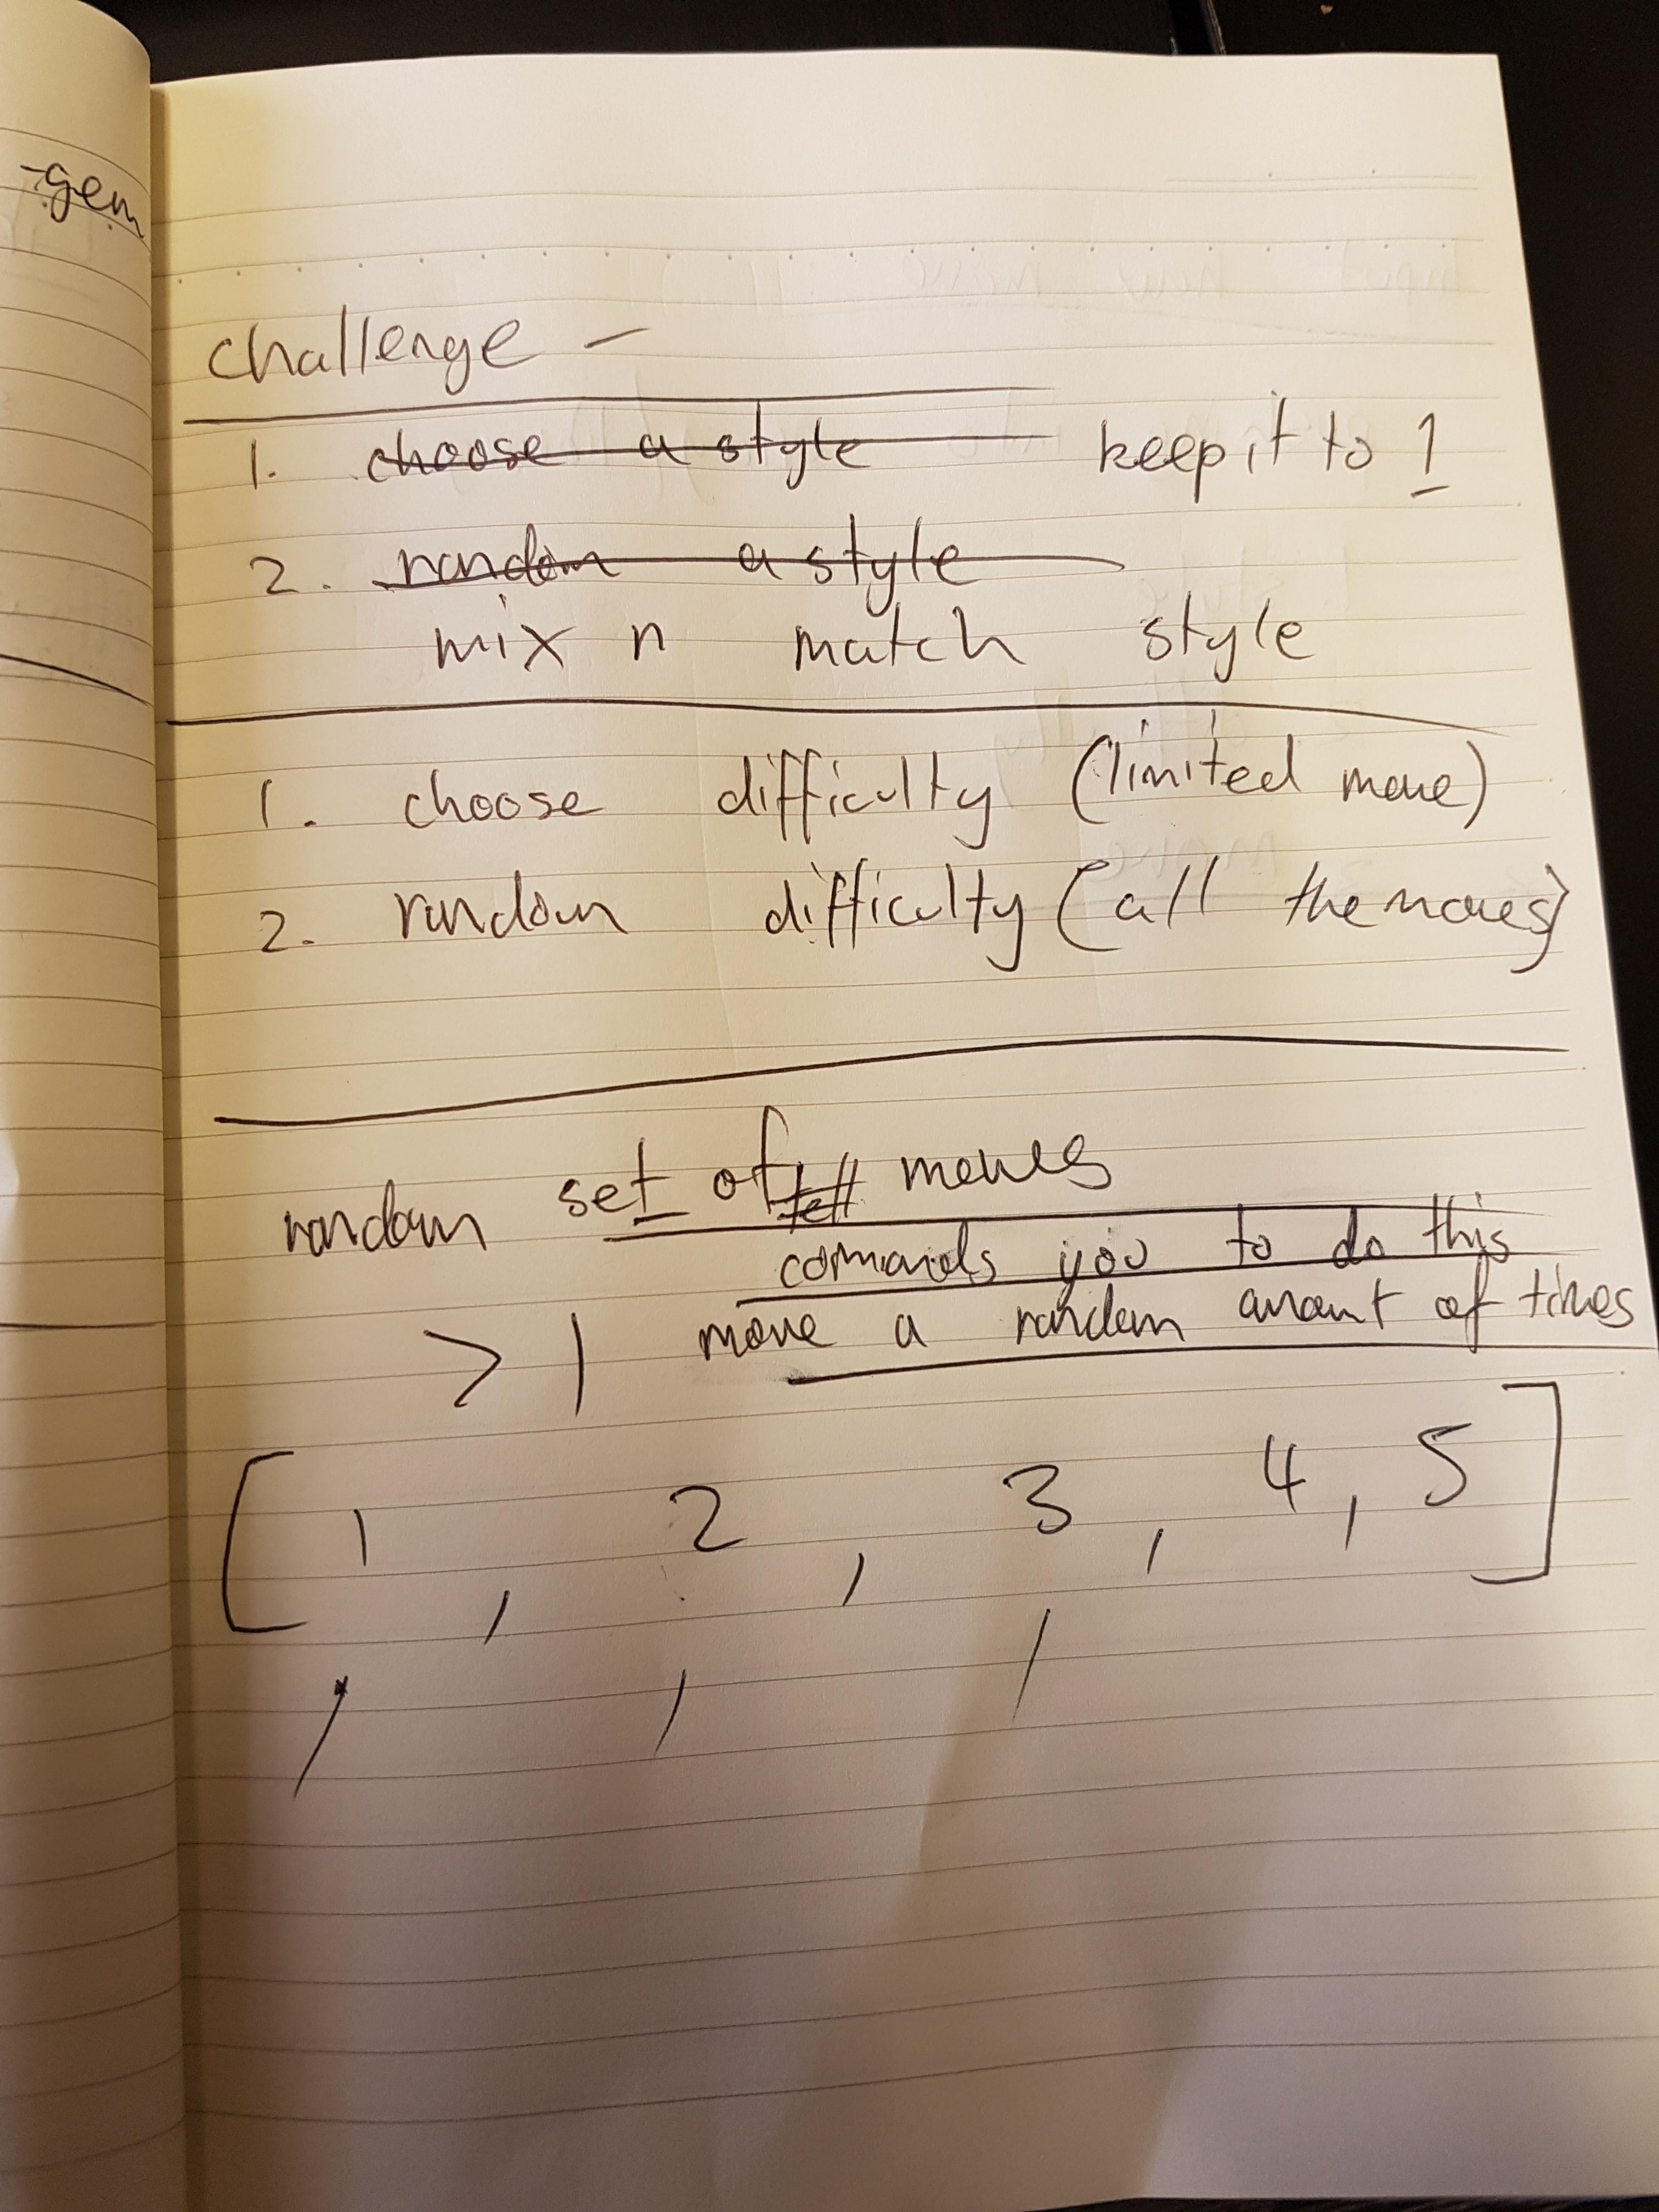 -gem
challenge -
1. choose a style keep it to 1
2. random a style
mix n match style
1. choose difficulty (limited move)
2. random difficulty (all the moves)
random set of tell moves
commands you to do this
> 1 move a random amount of times
[ 1 , 2 , 3 , 4 , 5 ]
, , ,